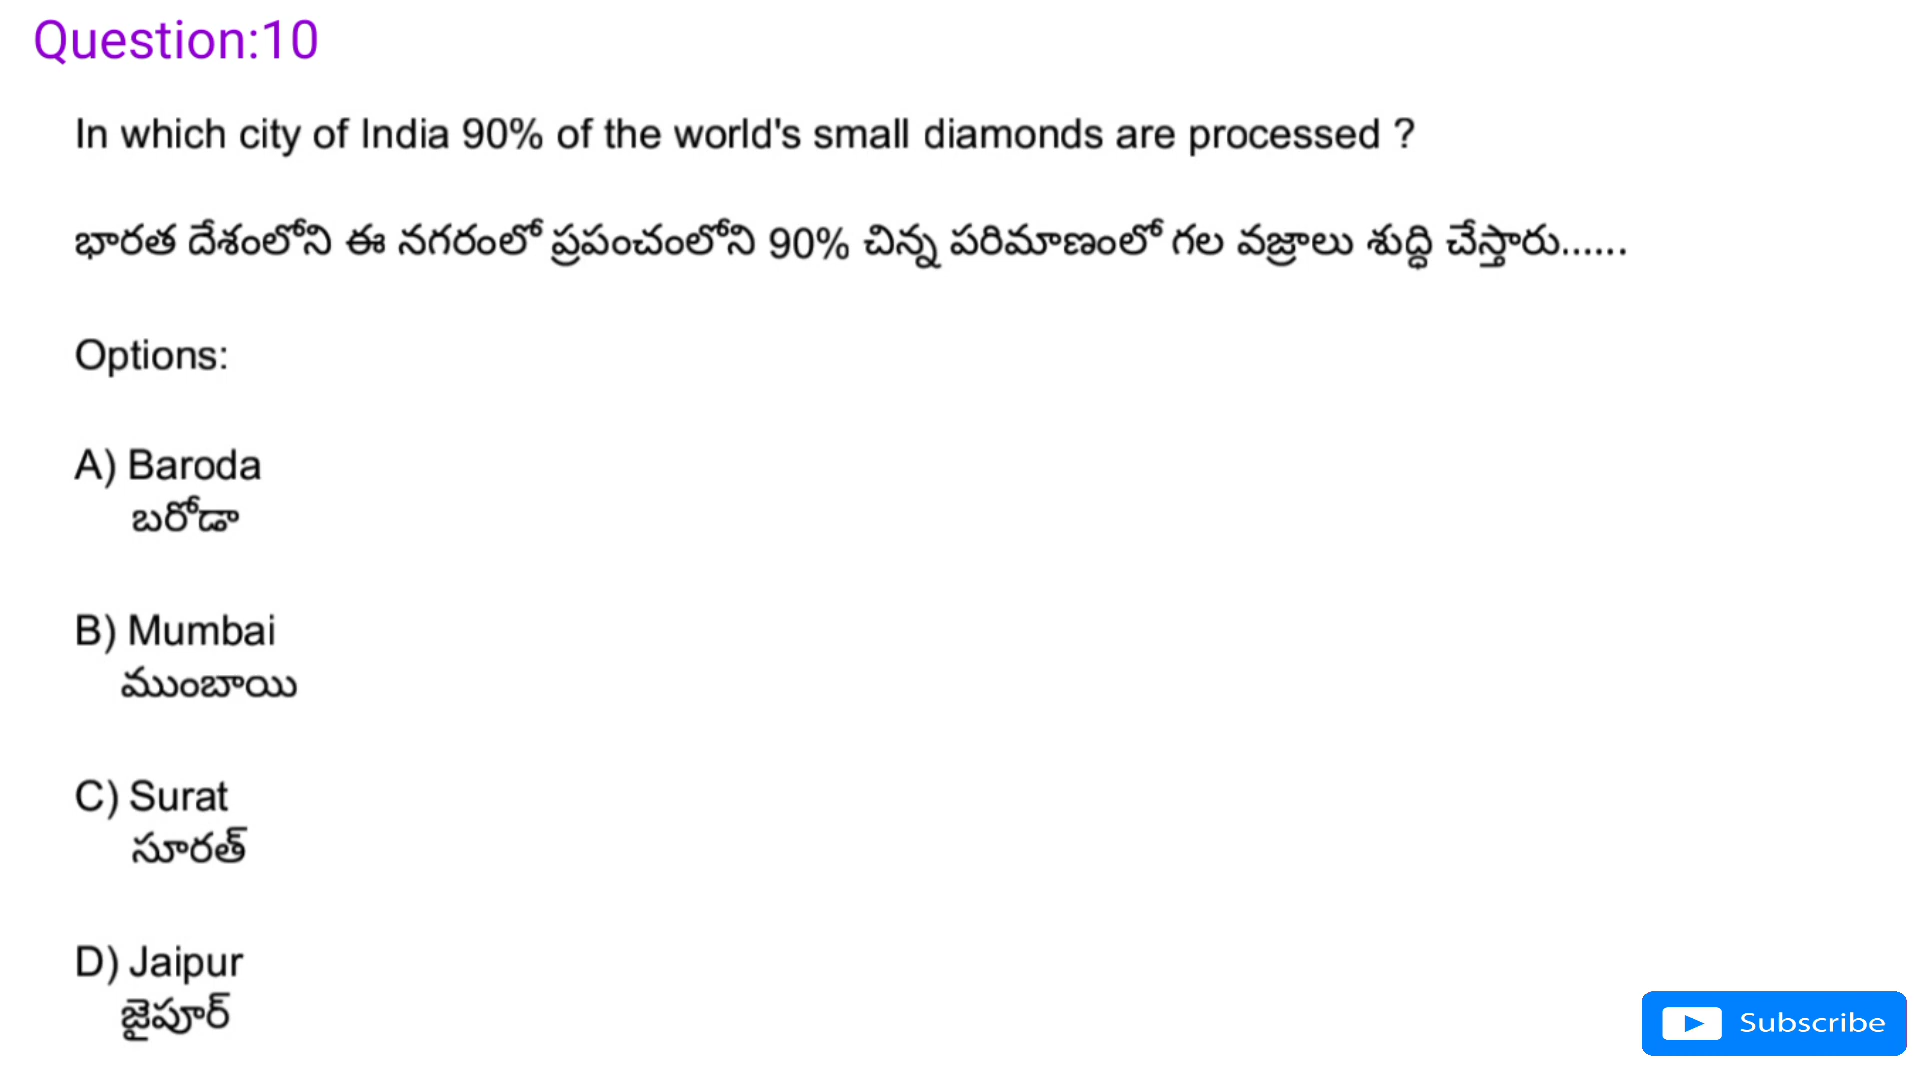 Question:10
In which city of India 90% of the world's small diamonds are processed ?
భారత దేశంలోని ఈ నగరంలో ప్రపంచంలోని 90% చిన్న పరిమాణంలో గల వజ్రాలు శుద్ధి చేస్తారు......
Options:
A) Baroda
బరోడా
B) Mumbai
ముంబాయి
C) Surat
సూరత్
D) Jaipur
జైపూర్
Subscribe